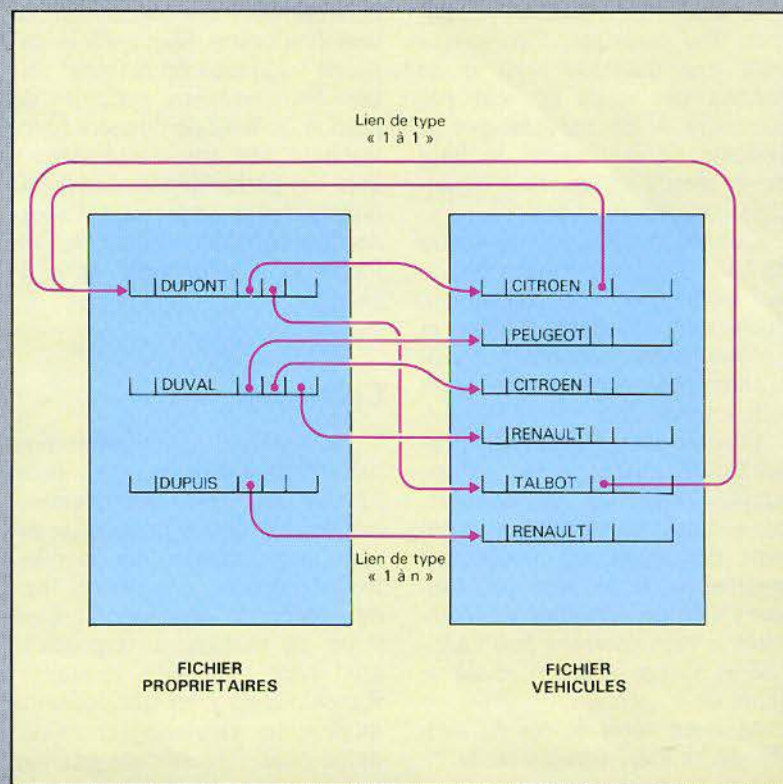 Lien de type
« 1 à 1 »
DUPONT
DUVAL
DUPUIS
CITROEN
PEUGEOT
CITROEN
RENAULT
TALBOT
RENAULT
Lien de type
« 1 à n »
FICHIER
PROPRIETAIRES
FICHIER
VEHICULES